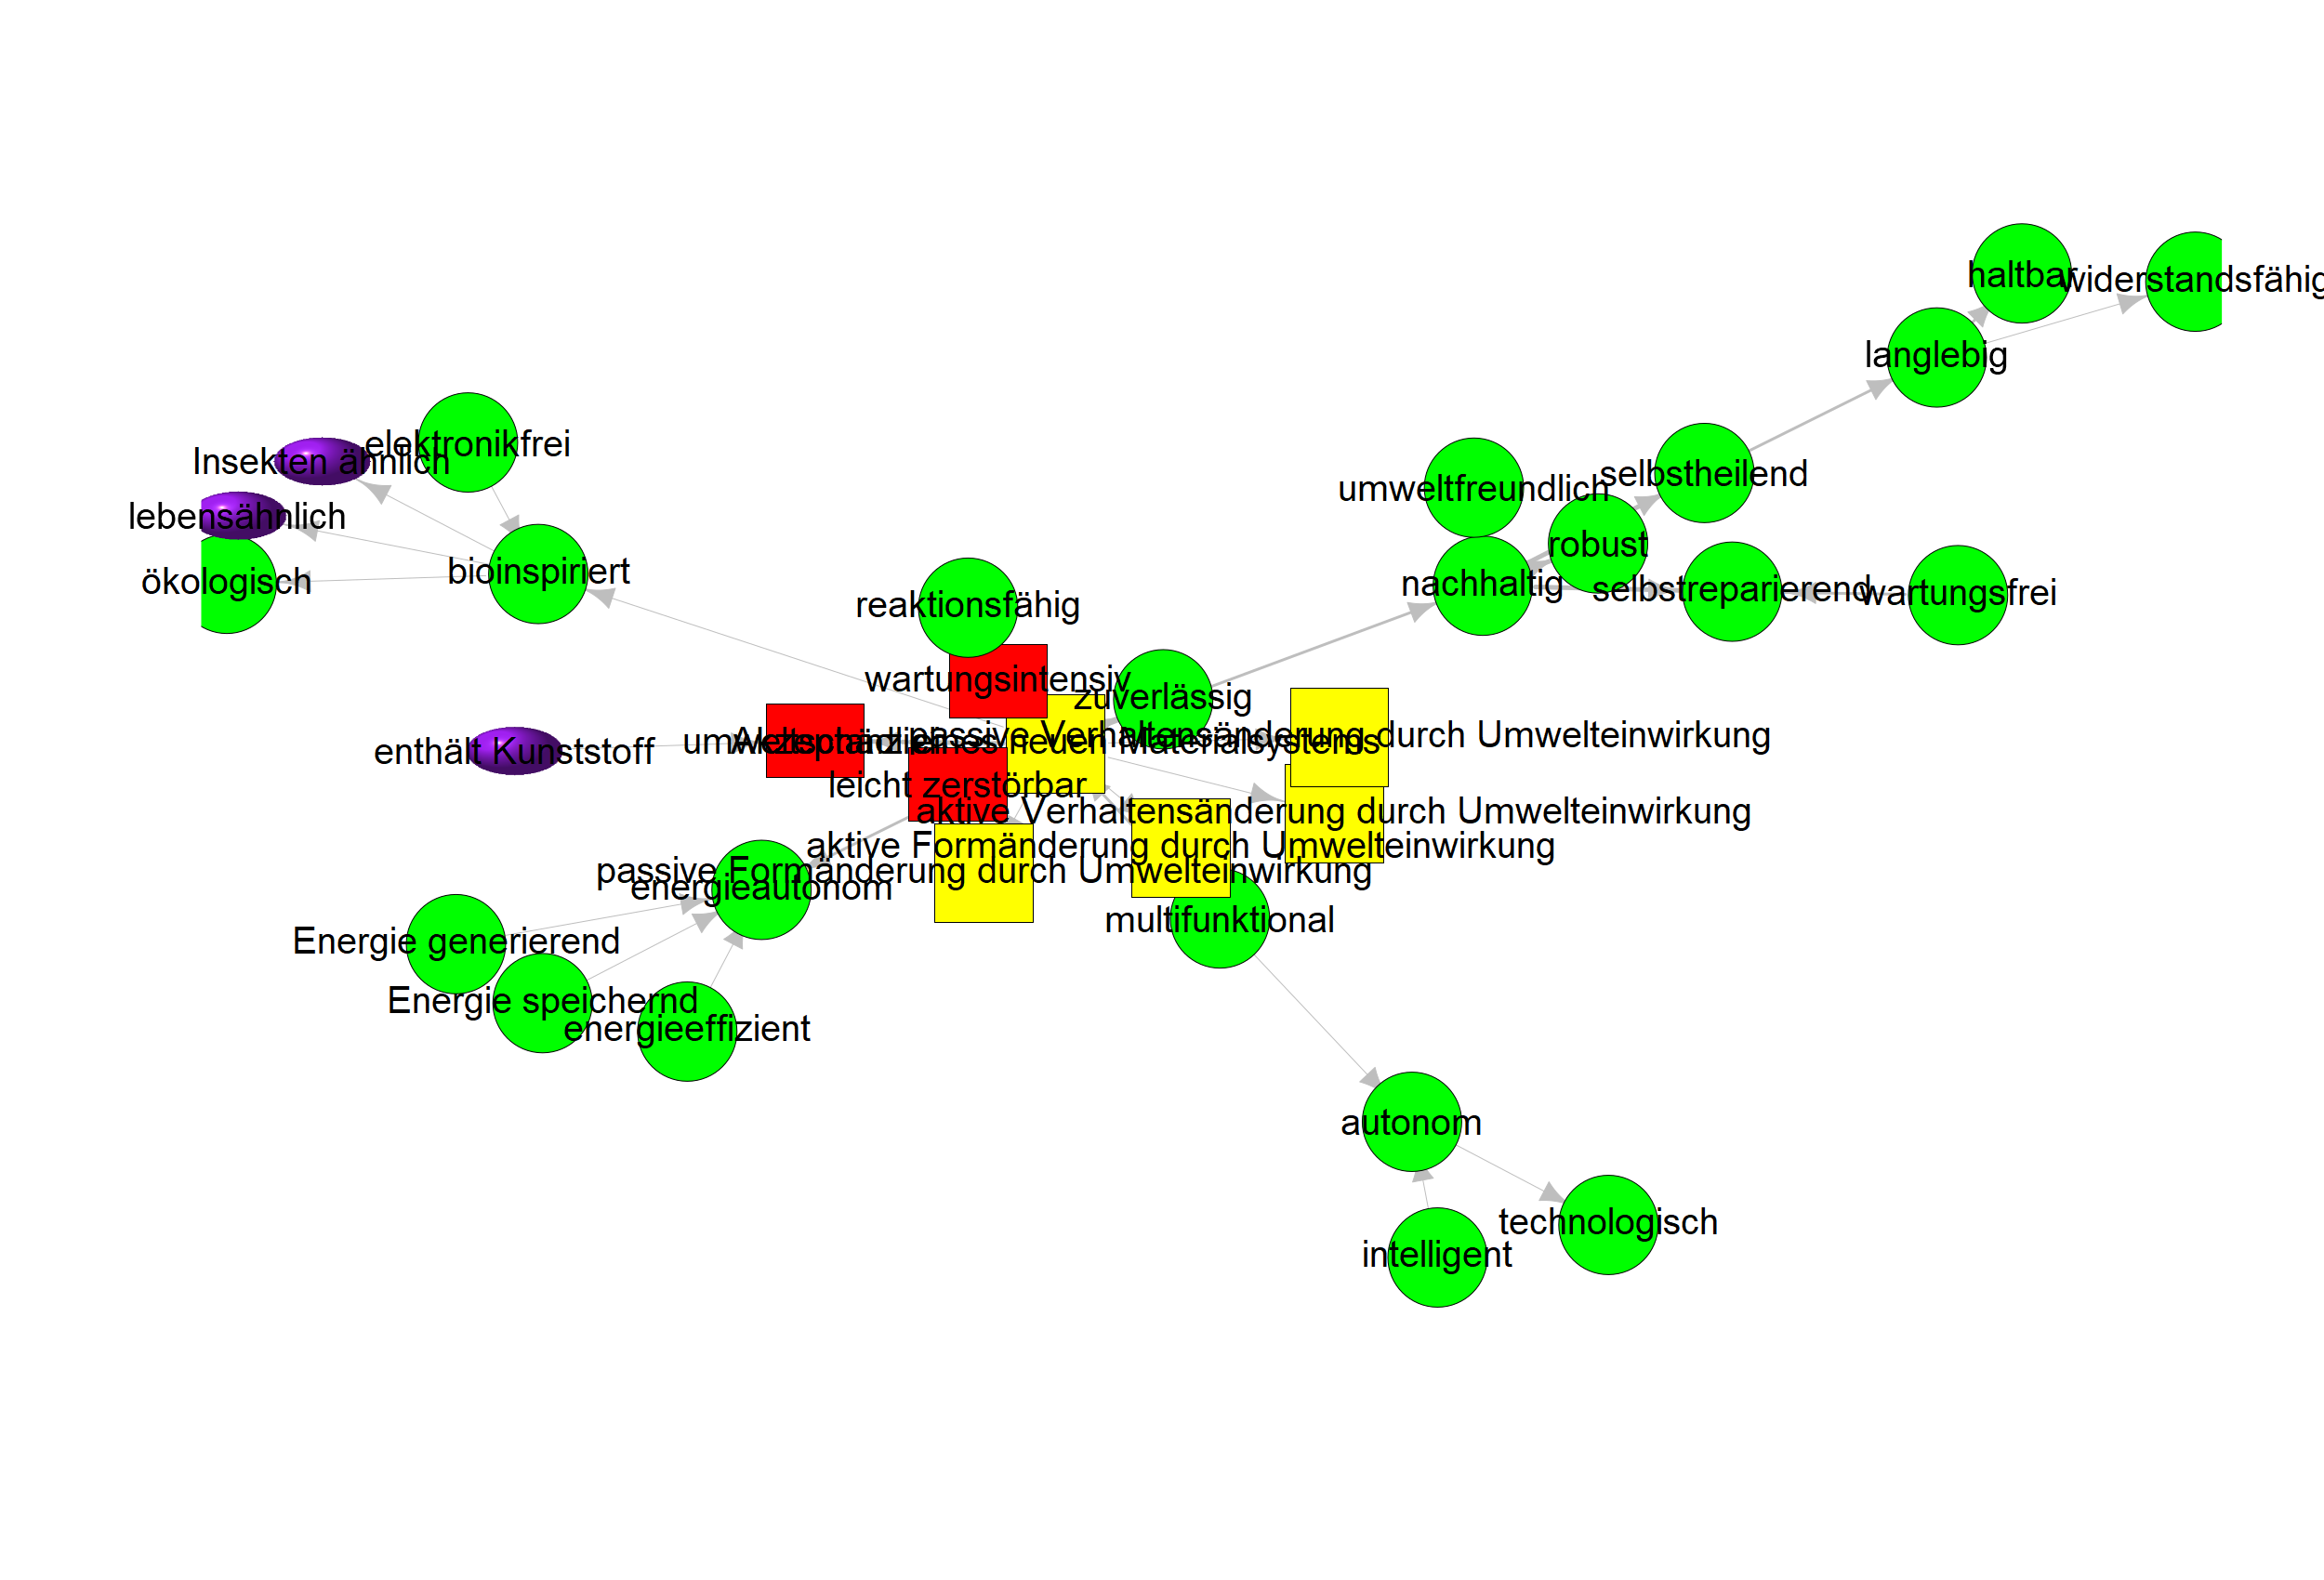 haltbar
widerstandsfähig
langlebig
elektronikfrei
Insekten ähnlich
selbstheilend
umweltfreundlich
lebensähnlich
robust
bioinspiriert
ökologisch
nachhaltig
selbstreparierend
wartungsfrei
reaktionsfähig
wartungsintensiv
zuverlässig
passive Verhaltensänderung durch Umwelteinwirkung
Akzeptanz eines neuen Materialsystems
enthält Kunststoff
leicht zerstörbar
aktive Verhaltensänderung durch Umwelteinwirkung
aktive Formänderung durch Umwelteinwirkung
passive Formänderung durch Umwelteinwirkung
energieautonom
multifunktional
Energie generierend
Energie speichernd
energieeffizient
autonom
technologisch
intelligent